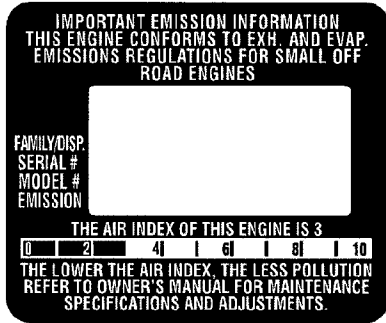 IMPORTANT EMISSION INFORMATION
THIS ENGINE CONFORMS TO EXH. AND EVAP.
EMISSIONS REGULATIONS FOR SMALL OFF
ROAD ENGINES
FAMILY/DISP.
SERIAL #
MODEL #
EMISSION
THE AIR INDEX OF THIS ENGINE IS 3
0 2 4 6 8 10
THE LOWER THE AIR INDEX, THE LESS POLLUTION
REFER TO OWNER'S MANUAL FOR MAINTENANCE
SPECIFICATIONS AND ADJUSTMENTS.